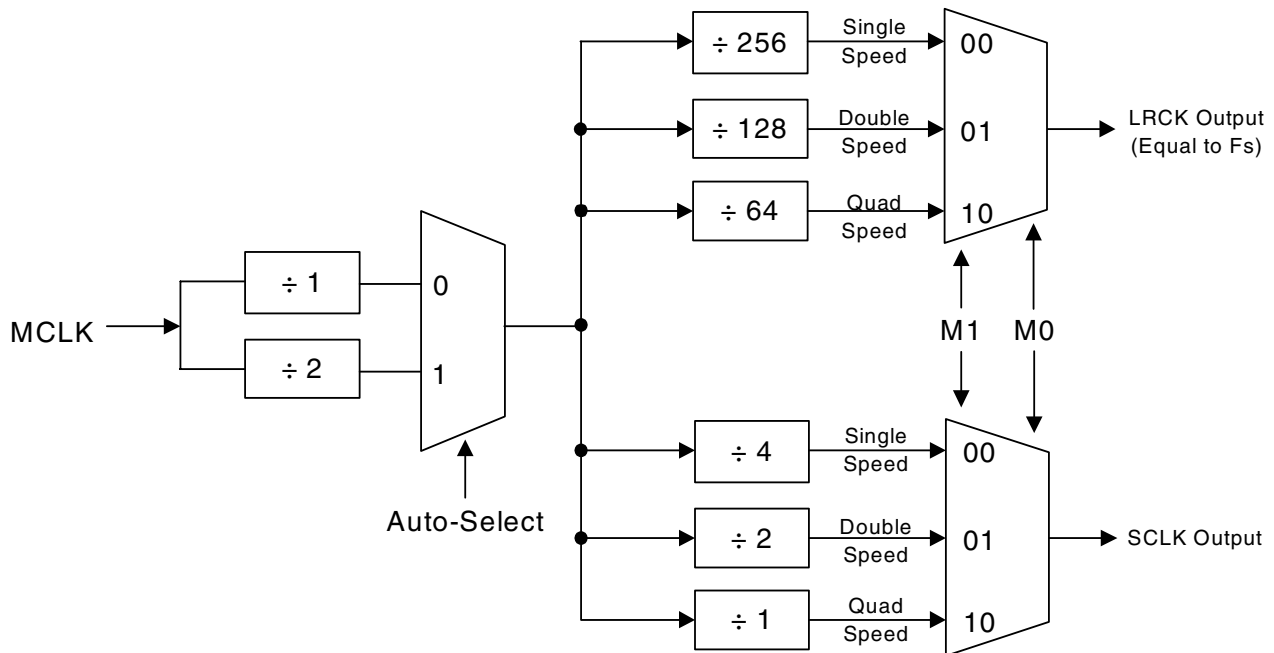 ÷ 256
Single
Speed
00
÷ 128
Double
Speed
01
LRCK Output
(Equal to Fs)
÷ 64
Quad
Speed
10
÷ 1
0
MCLK
÷ 2
1
Auto-Select
M1
M0
÷ 4
Single
Speed
00
÷ 2
Double
Speed
01
SCLK Output
÷ 1
Quad
Speed
10